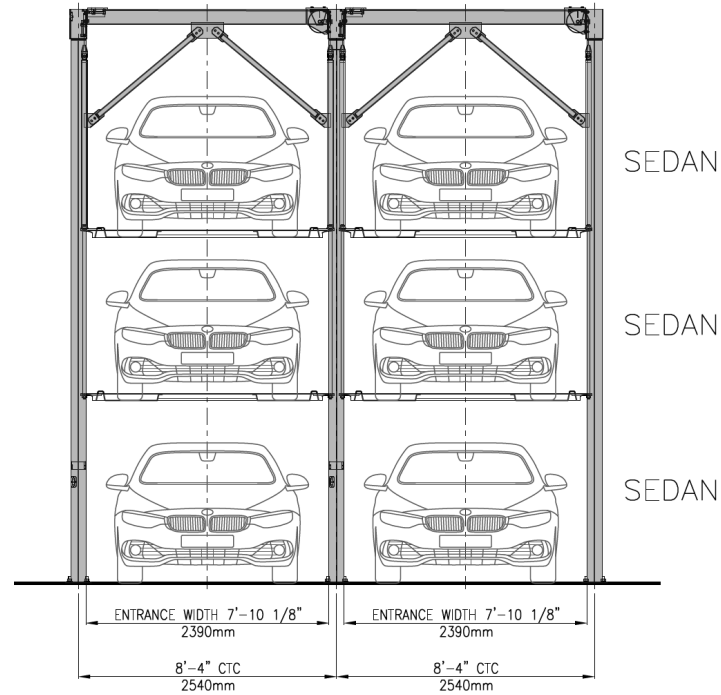 SEDAN
SEDAN
SEDAN
ENTRANCE WIDTH 7'-10 1/8" ENTRANCE WIDTH 7'-10 1/8"
2390mm 2390mm
8'-4" CTC 8'-4" CTC
2540mm 2540mm